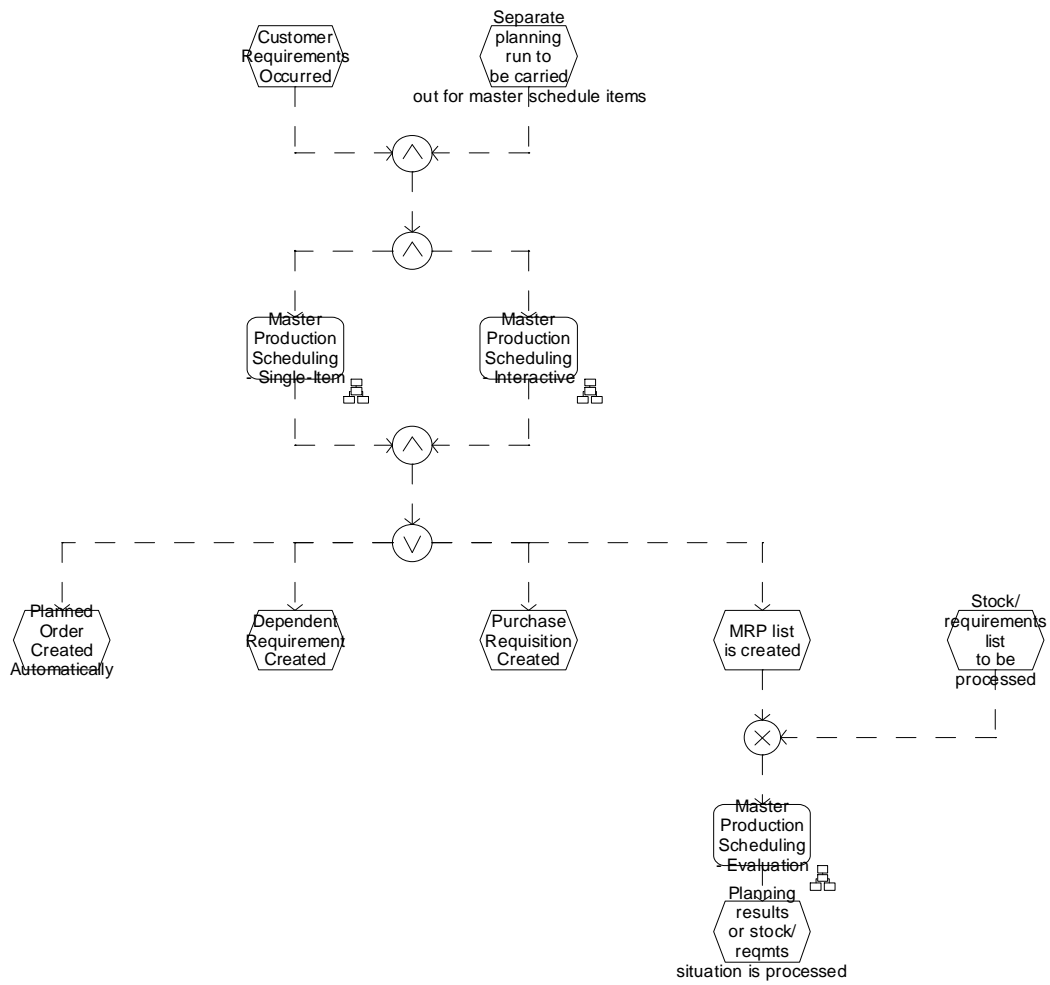 Customer
Requirements
Occurred
Separate
planning
run to
be carried
out for master schedule items
Master
Production
Scheduling
- Single-Item
Master
Production
Scheduling
- Interactive
Planned
Order
Created
Automatically
Dependent
Requirement
Created
Purchase
Requisition
Created
MRP list
is created
Stock/
requirements
list
to be
processed
Master
Production
Scheduling
- Evaluation
Planning
results
or stock/
reqmts
situation is processed